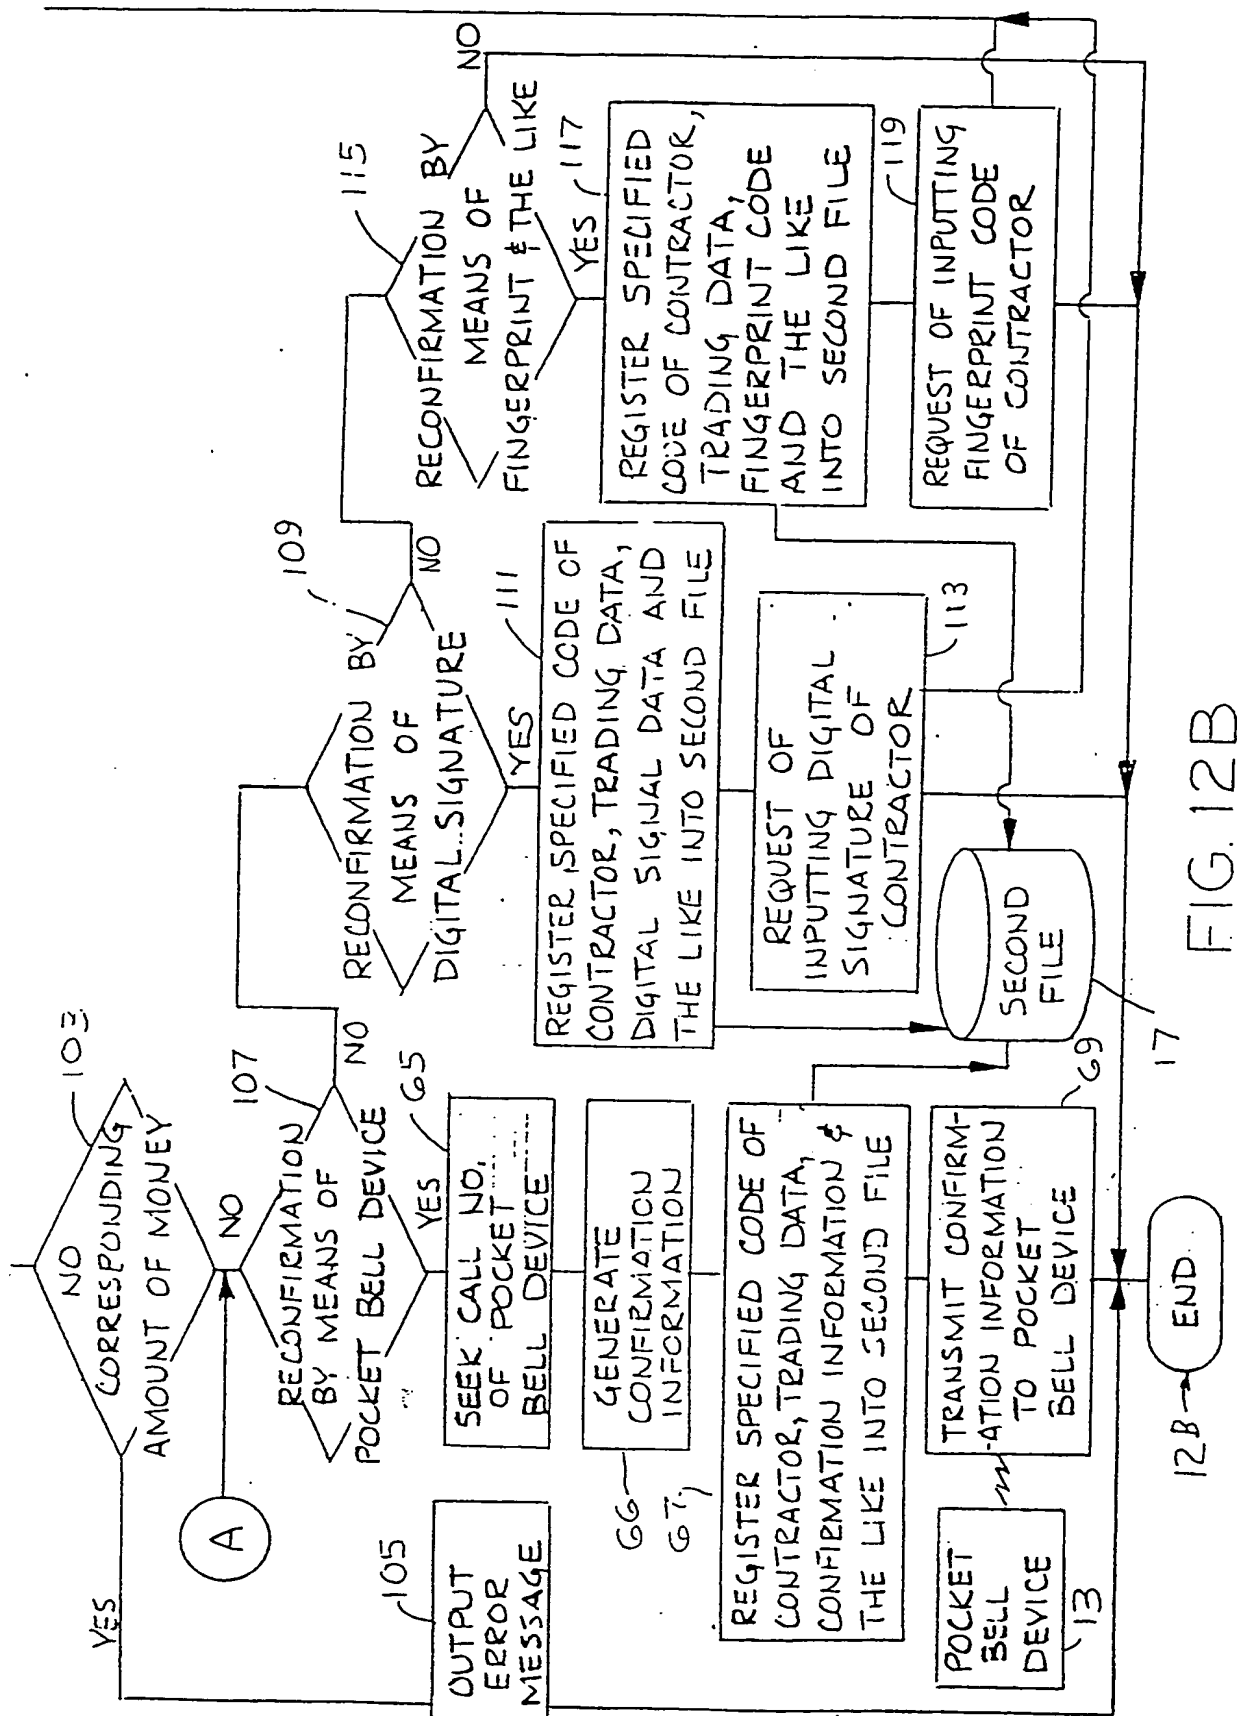 NO
CORRESPONDING
AMOUNT OF MONEY
103
YES
NO
A
OUTPUT
ERROR
MESSAGE
105
RECONFIRMATION
BY MEANS OF
POCKET BELL DEVICE
107
NO
YES
SEEK CALL NO.
OF POCKET
BELL DEVICE
65
GENERATE
CONFIRMATION
INFORMATION
66
67
REGISTER SPECIFIED CODE OF
CONTRACTOR, TRADING DATA,
CONFIRMATION INFORMATION &
THE LIKE INTO SECOND FILE
TRANSMIT CONFIRM-
-ATION INFORMATION
TO POCKET
BELL DEVICE
69
POCKET
BELL
DEVICE
13
RECONFIRMATION BY
MEANS OF
DIGITAL SIGNATURE
109
NO
YES
REGISTER SPECIFIED CODE OF
CONTRACTOR, TRADING DATA,
DIGITAL SIGNAL DATA AND
THE LIKE INTO SECOND FILE
111
REQUEST OF
INPUTTING DIGITAL
SIGNATURE OF
CONTRACTOR
113
SECOND
FILE
17
RECONFIRMATION BY
MEANS OF
FINGERPRINT & THE LIKE
115
NO
YES
REGISTER SPECIFIED
CODE OF CONTRACTOR,
TRADING DATA,
FINGERPRINT CODE
AND THE LIKE
INTO SECOND FILE
117
REQUEST OF INPUTTING
FINGERPRINT CODE
OF CONTRACTOR
119
END
12B
FIG. 12B